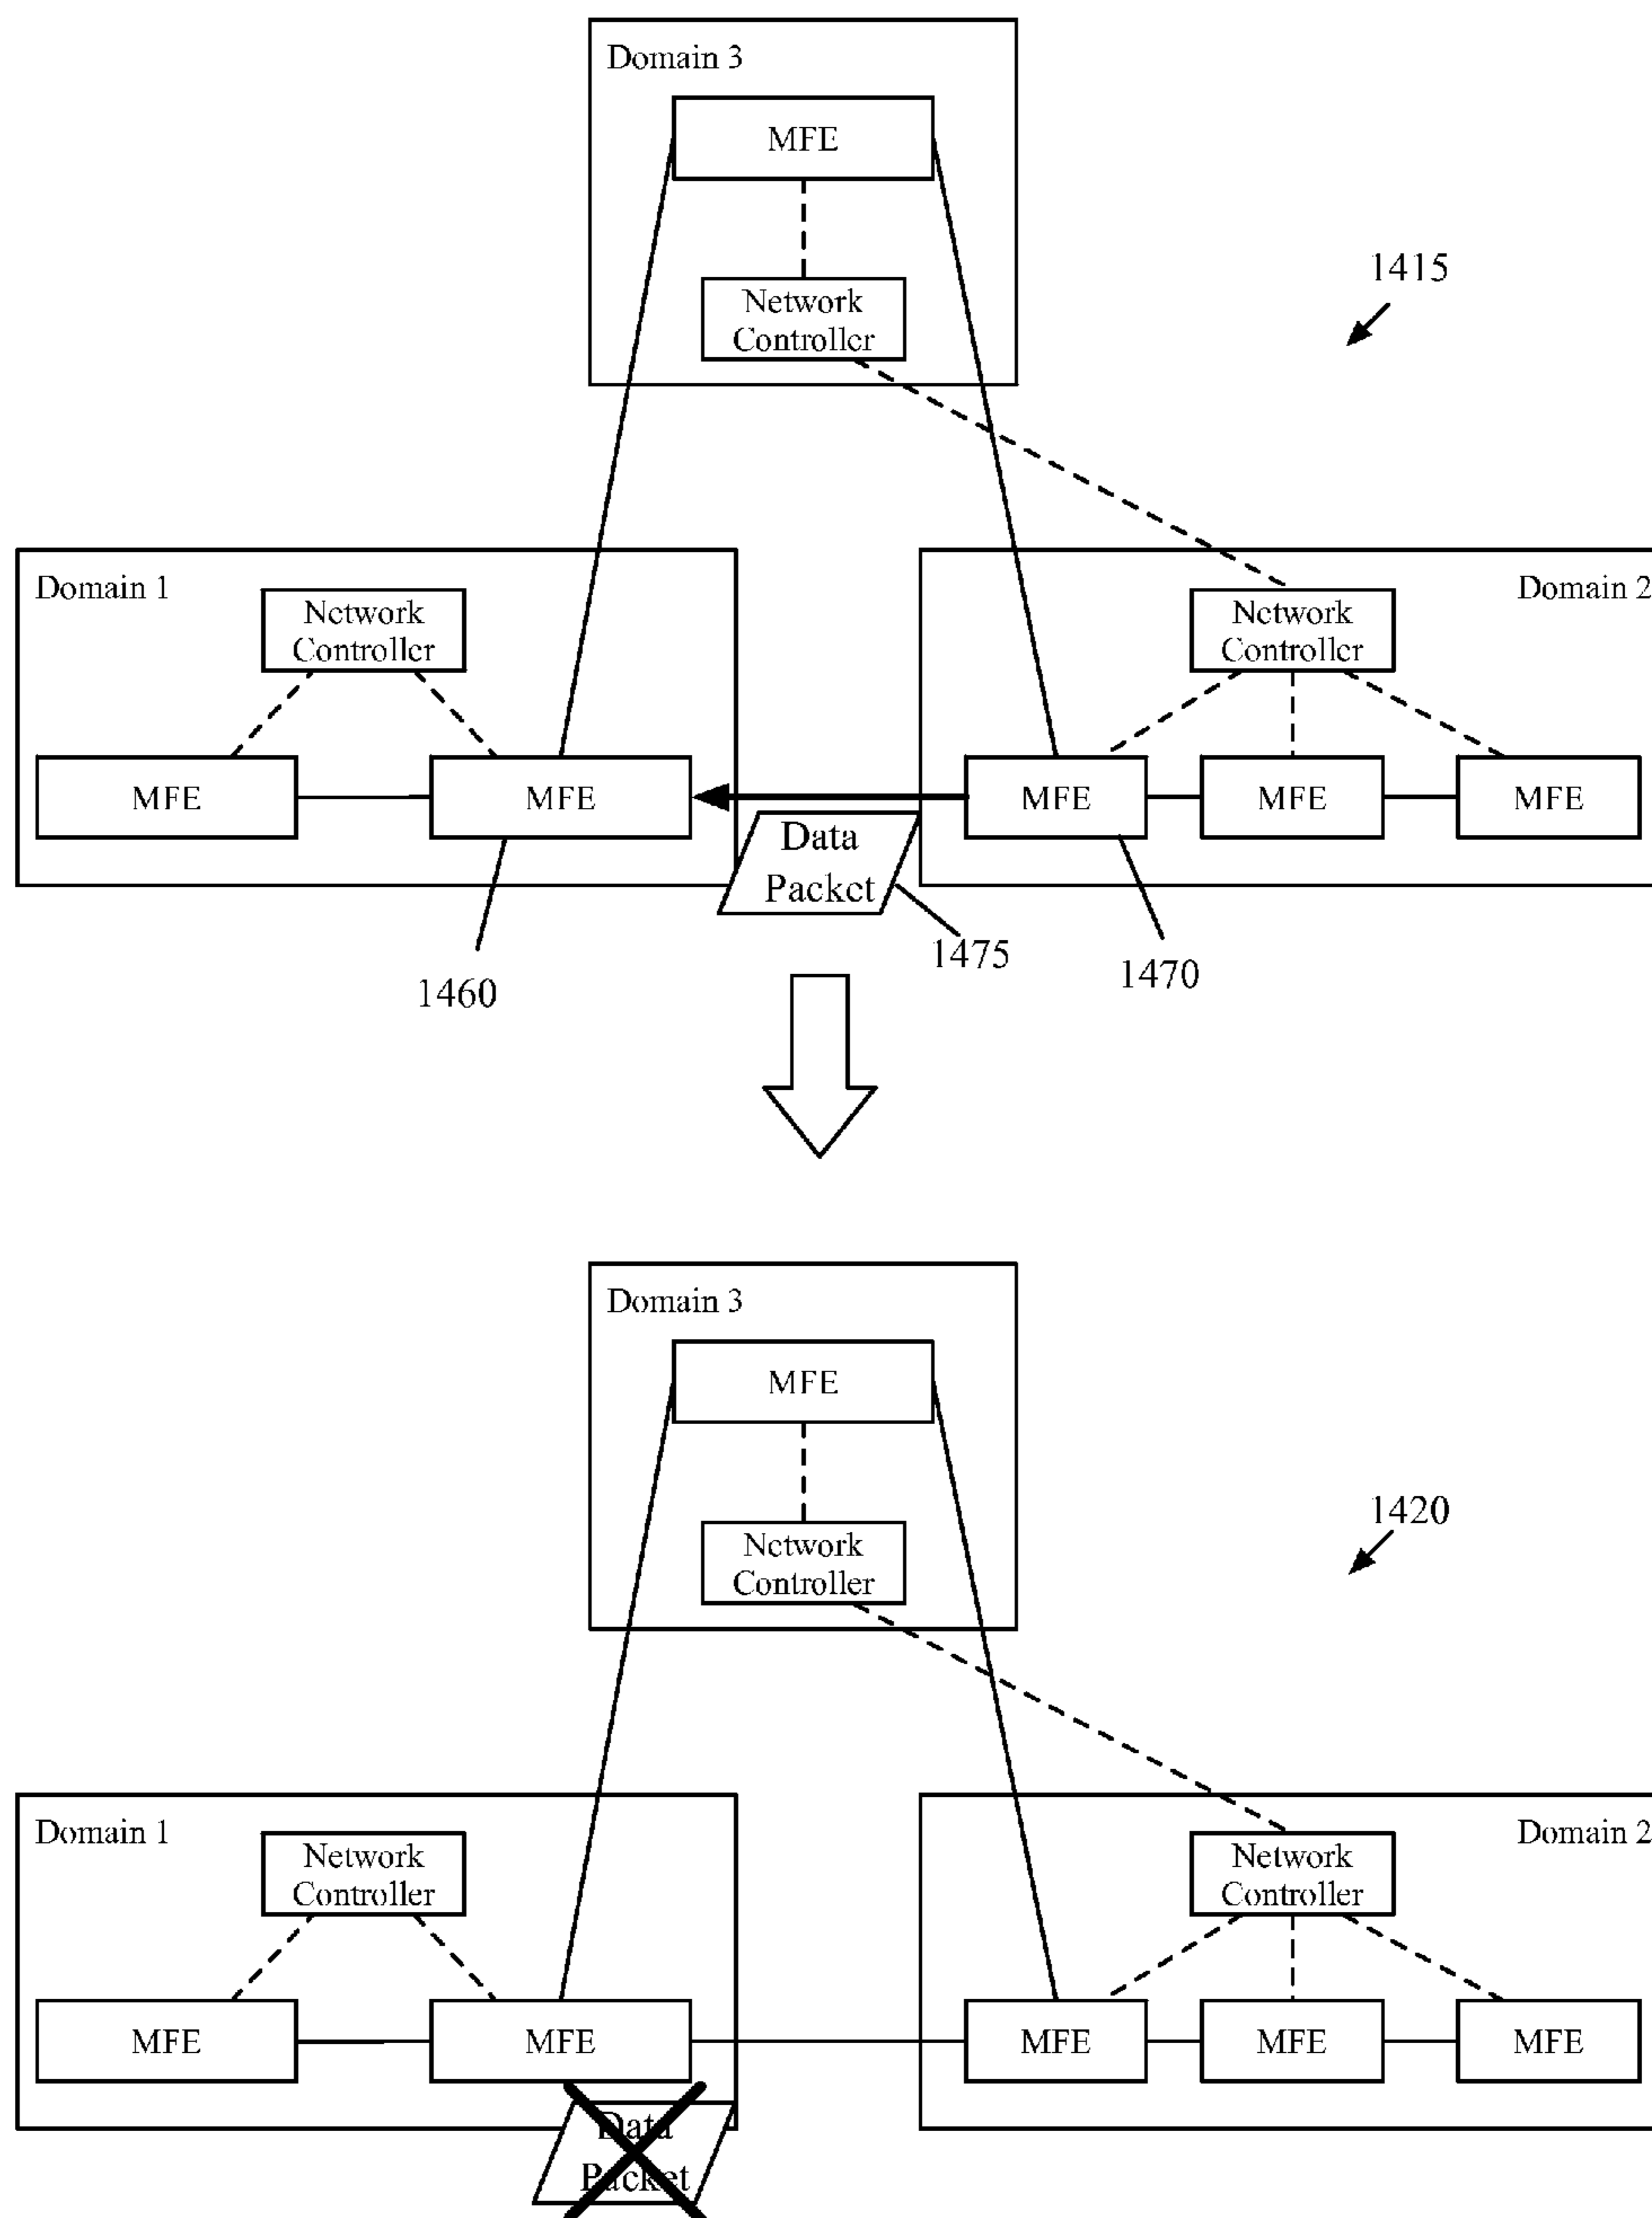 Domain 3
MFE
Network
Controller
1415
Domain 1
Network
Controller
MFE
MFE
Domain 2
Network
Controller
MFE
MFE
MFE
Data
Packet
1475
1470
1460
Domain 3
MFE
Network
Controller
1420
Domain 1
Network
Controller
MFE
MFE
Domain 2
Network
Controller
MFE
MFE
MFE
Data
Packet